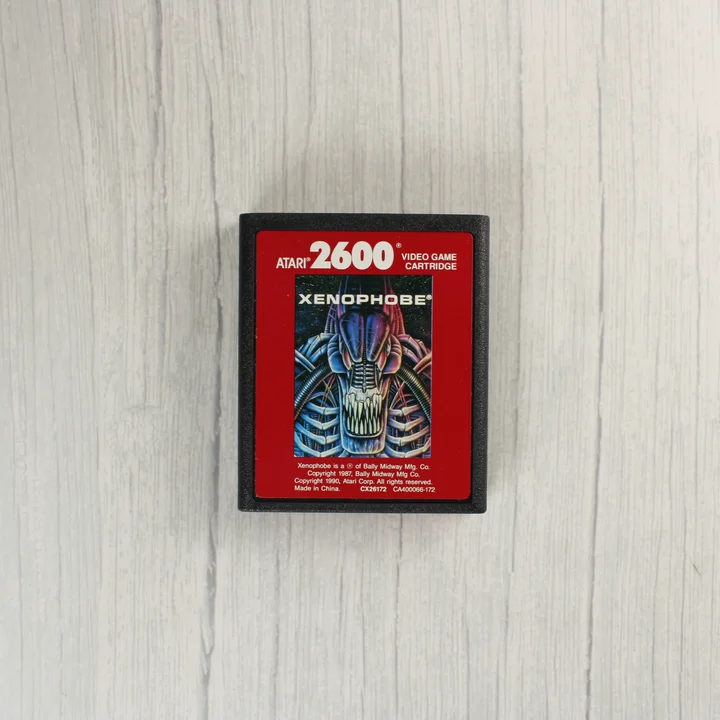 ATARI® 2600® VIDEO GAME
CARTRIDGE
XENOPHOBE®
Xenophobe is a ® of Bally Midway Mfg. Co.
Copyright 1987, Bally Midway Mfg. Co.
Copyright 1990, Atari Corp. All rights reserved.
Made in China. CX26172 CA400066-172